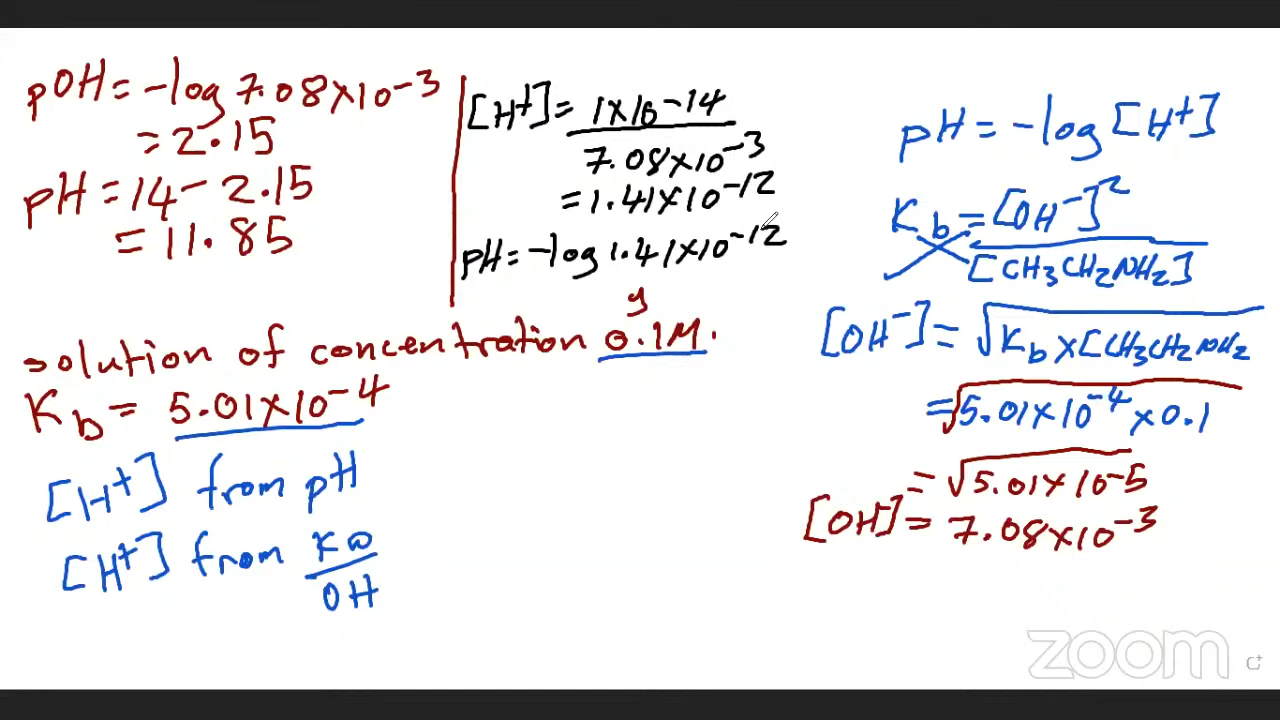 pOH = -log 7.08×10⁻³
= 2.15
pH = 14 - 2.15
= 11.85
[H⁺] = 1×10-14
7.08×10⁻³
= 1.41×10⁻¹²
pH = -log 1.41×10⁻¹²
y
solution of concentration 0.1M.
Kb = 5.01×10⁻⁴
[H⁺] from pH
[H⁺] from Kw
OH
pH = -log [H⁺]
Kb = [OH⁻]²
[CH₃CH₂NH₂]
[OH⁻] = √Kb×[CH₃CH₂NH₂
= √5.01×10⁻⁴ × 0.1
= √5.01×10-5
[OH⁻] = 7.08×10⁻³
zoom